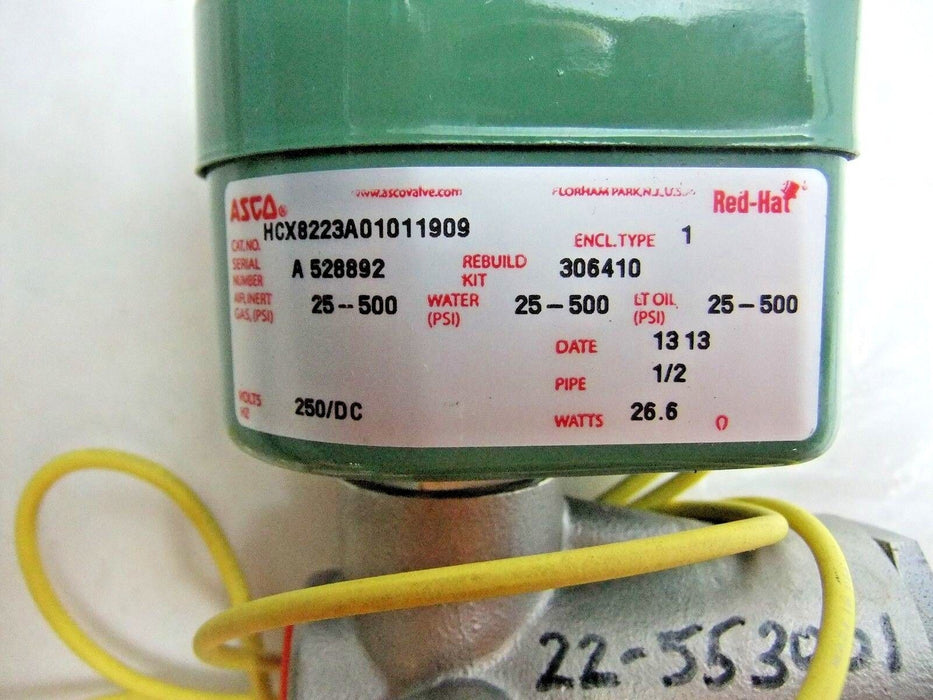 www.ascovalve.com FLORHAM PARK, N.J., U.S.A.
ASCO® Red-Hat
CAT. NO. HCX8223A01011909 ENCL. TYPE 1
SERIAL NUMBER A 528892 REBUILD KIT 306410
AIR, INERT GAS, (PSI) 25--500 WATER (PSI) 25-500 LT OIL (PSI) 25-500
DATE 13 13
PIPE 1/2
VOLTS HZ 250/DC WATTS 26.6 0